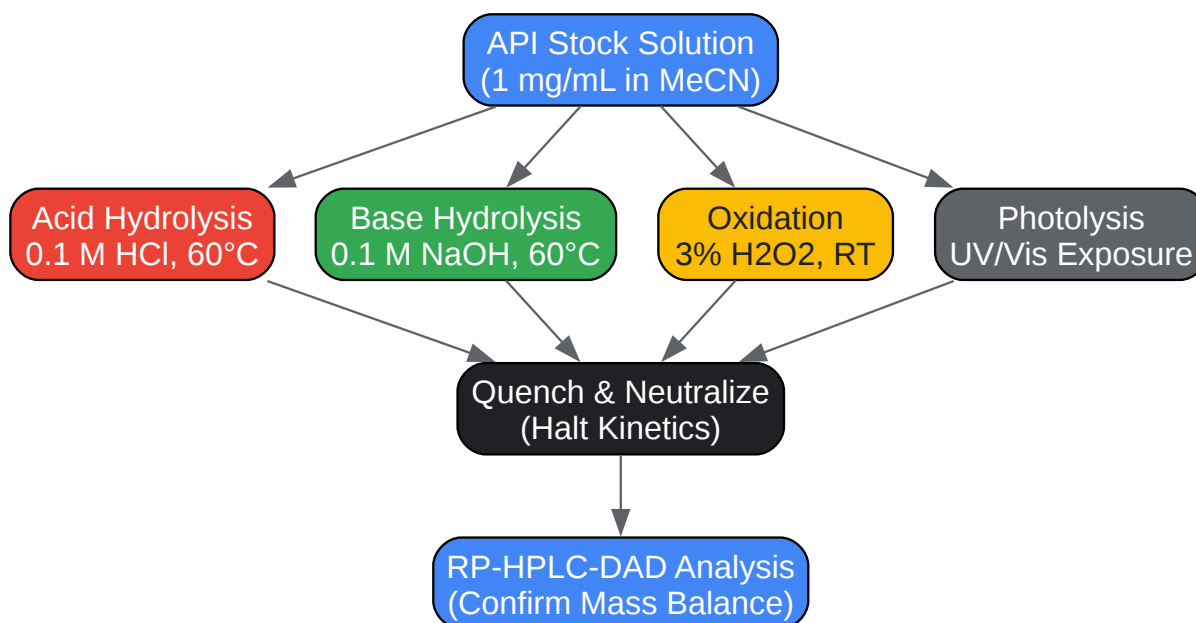 API Stock Solution
(1 mg/mL in MeCN)
Acid Hydrolysis
0.1 M HCl, 60°C
Base Hydrolysis
0.1 M NaOH, 60°C
Oxidation
3% H2O2, RT
Photolysis
UV/Vis Exposure
Quench & Neutralize
(Halt Kinetics)
RP-HPLC-DAD Analysis
(Confirm Mass Balance)